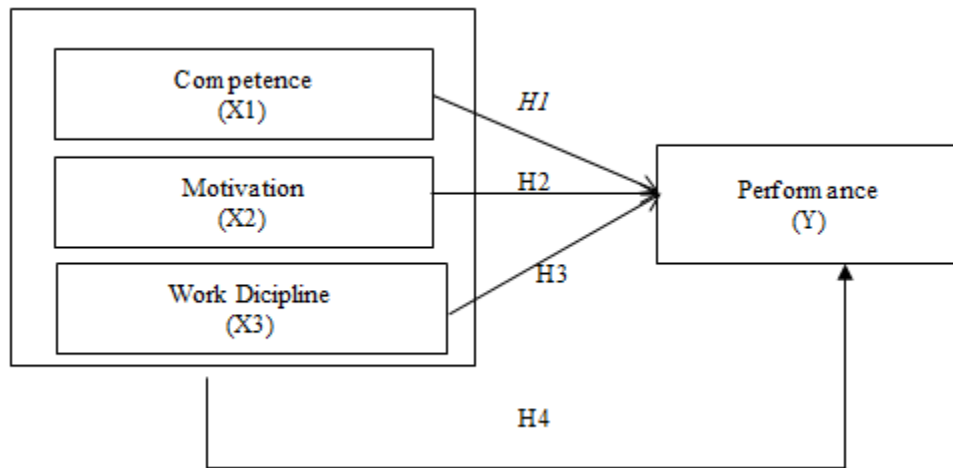 Competence
(X1)
H1
Motivation
(X2)
H2
Performance
(Y)
Work Dicipline
(X3)
H3
H4